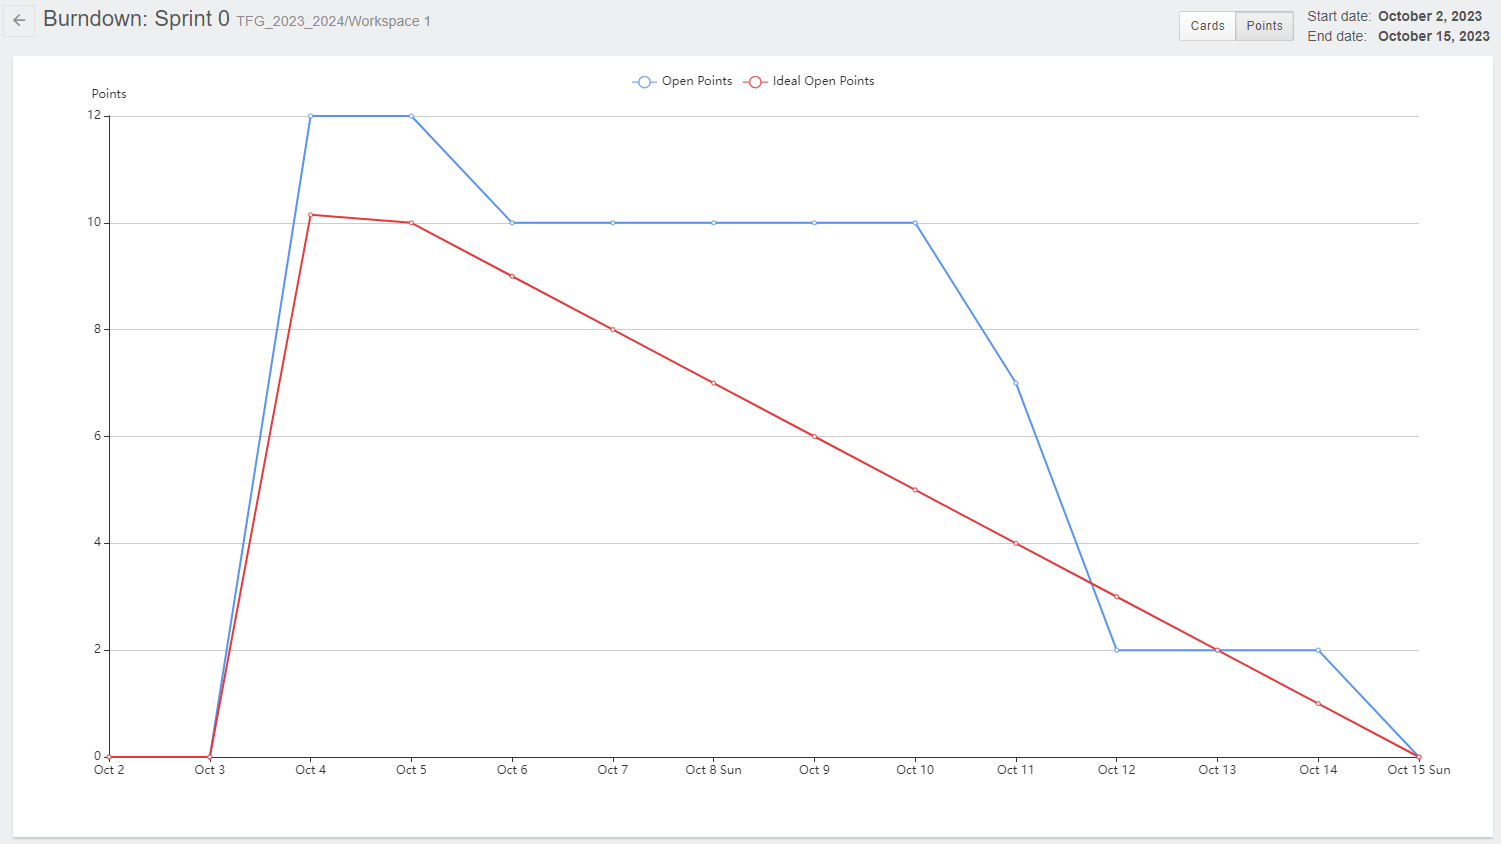 Burndown: Sprint 0 TFG_2023_2024/Workspace 1
Cards Points
Start date: October 2, 2023
End date: October 15, 2023
Open Points Ideal Open Points
Points
12
10
8
6
4
2
0
Oct 2 Oct 3 Oct 4 Oct 5 Oct 6 Oct 7 Oct 8 Sun Oct 9 Oct 10 Oct 11 Oct 12 Oct 13 Oct 14 Oct 15 Sun